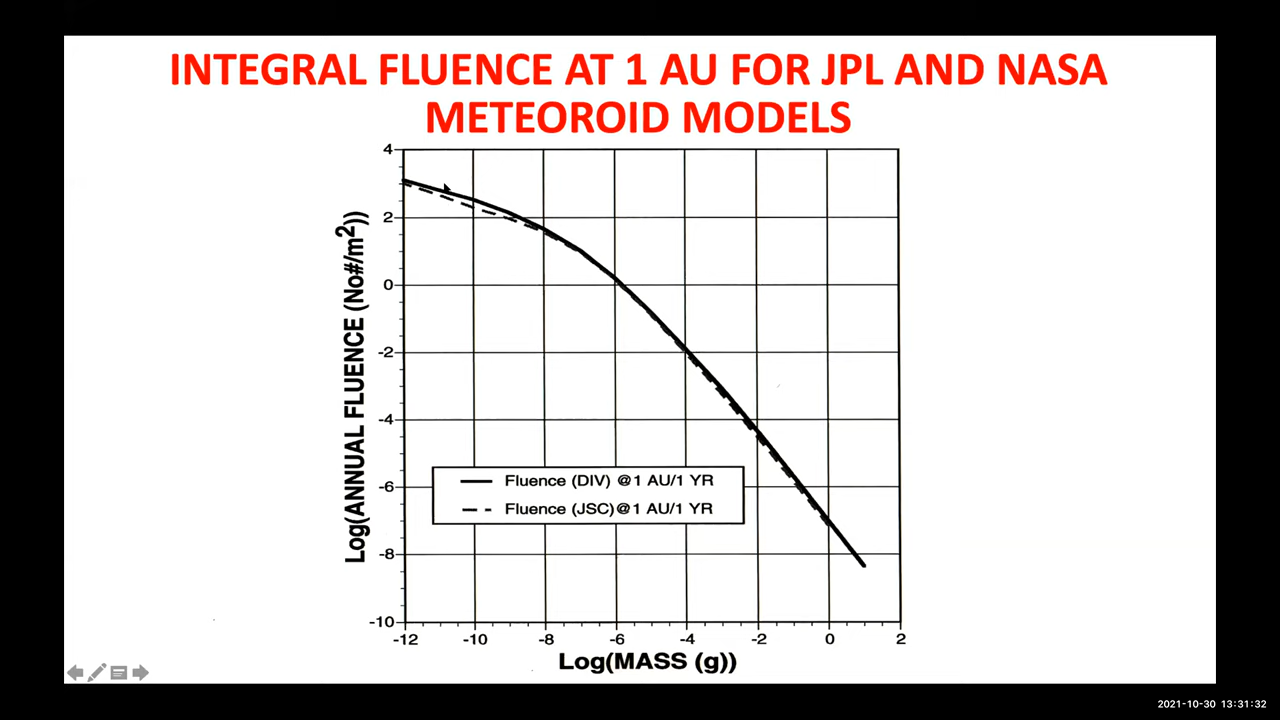 INTEGRAL FLUENCE AT 1 AU FOR JPL AND NASA
METEOROID MODELS
4
2
0
-2
-4
-6
-8
-10
Log(ANNUAL FLUENCE (No#/m2))
Fluence (DIV) @1 AU/1 YR
Fluence (JSC)@1 AU/1 YR
-12 -10 -8 -6 -4 -2 0 2
Log(MASS (g))
2021-10-30 13:31:32